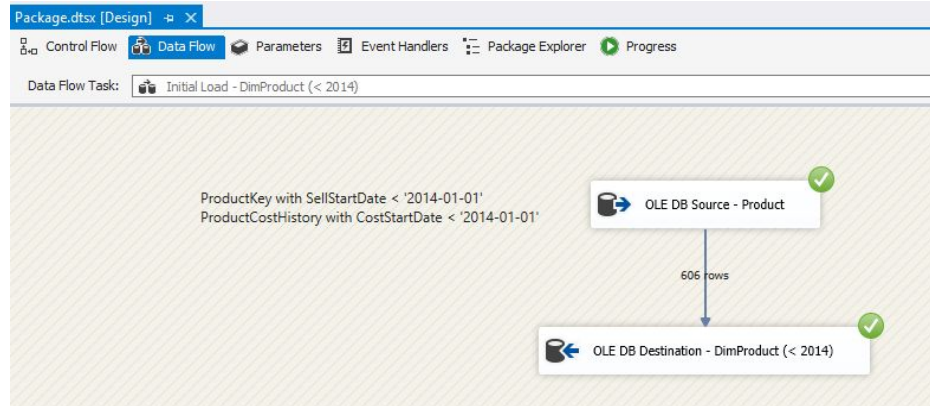 Package.dtsx [Design]
Control Flow Data Flow Parameters Event Handlers Package Explorer Progress
Data Flow Task: Initial Load - DimProduct (< 2014)
ProductKey with SellStartDate < '2014-01-01'
ProductCostHistory with CostStartDate < '2014-01-01'
OLE DB Source - Product
606 rows
OLE DB Destination - DimProduct (< 2014)